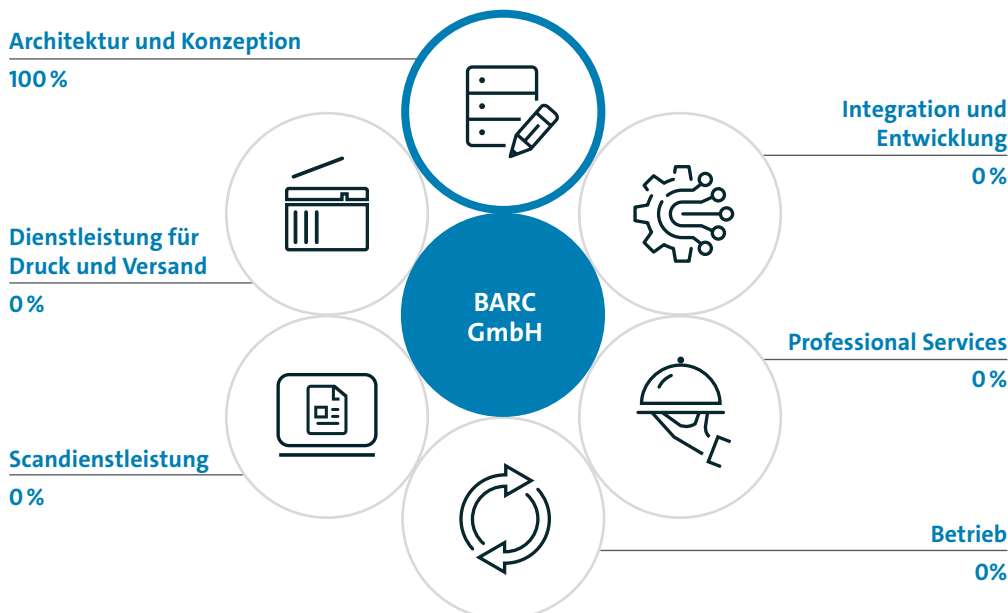 Architektur und Konzeption
100 %
Integration und
Entwicklung
0 %
Dienstleistung für
Druck und Versand
0 %
BARC
GmbH
Professional Services
0 %
Scandienstleistung
0 %
Betrieb
0%